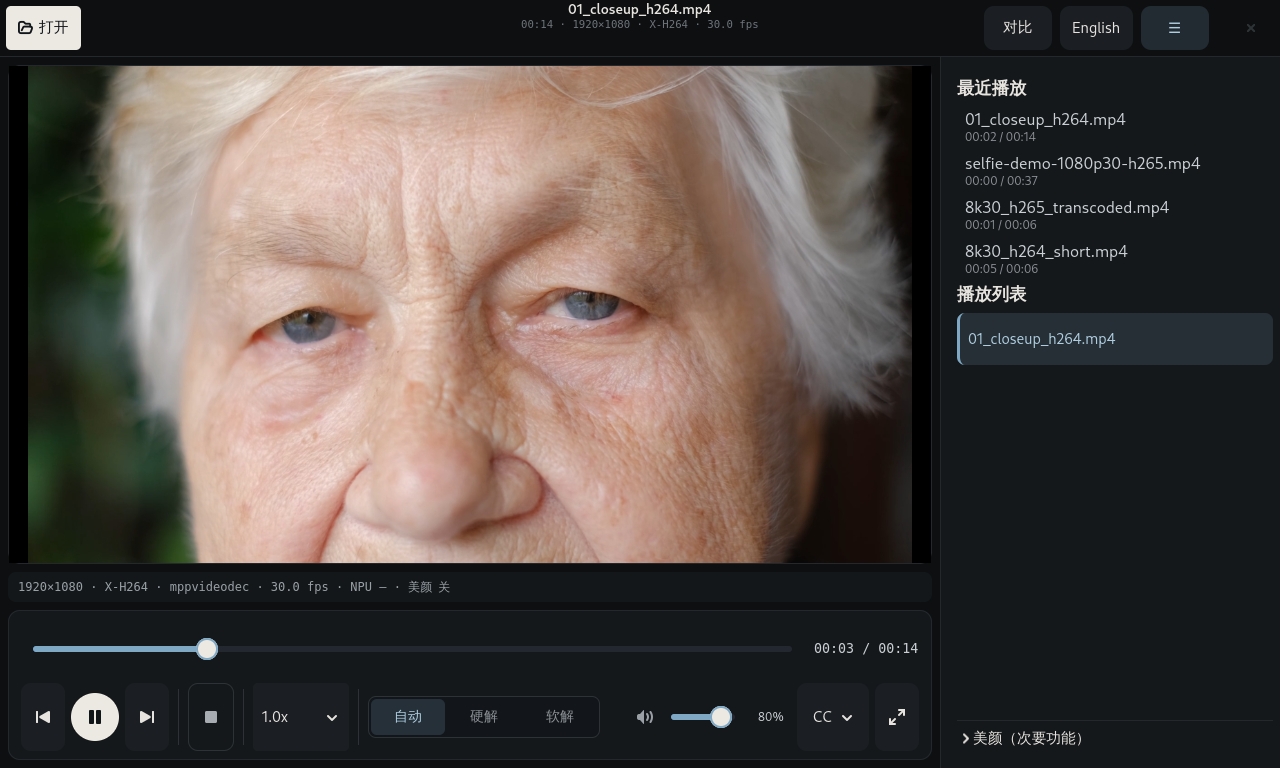 打开
01_closeup_h264.mp4
00:14 · 1920×1080 · X-H264 · 30.0 fps
对比
English
最近播放
01_closeup_h264.mp4
00:02 / 00:14
selfie-demo-1080p30-h265.mp4
00:00 / 00:37
8k30_h265_transcoded.mp4
00:01 / 00:06
8k30_h264_short.mp4
00:05 / 00:06
播放列表
01_closeup_h264.mp4
1920×1080 · X-H264 · mppvideodec · 30.0 fps · NPU — · 美颜 关
00:03 / 00:14
1.0x
自动
硬解
软解
80%
CC
美颜（次要功能）